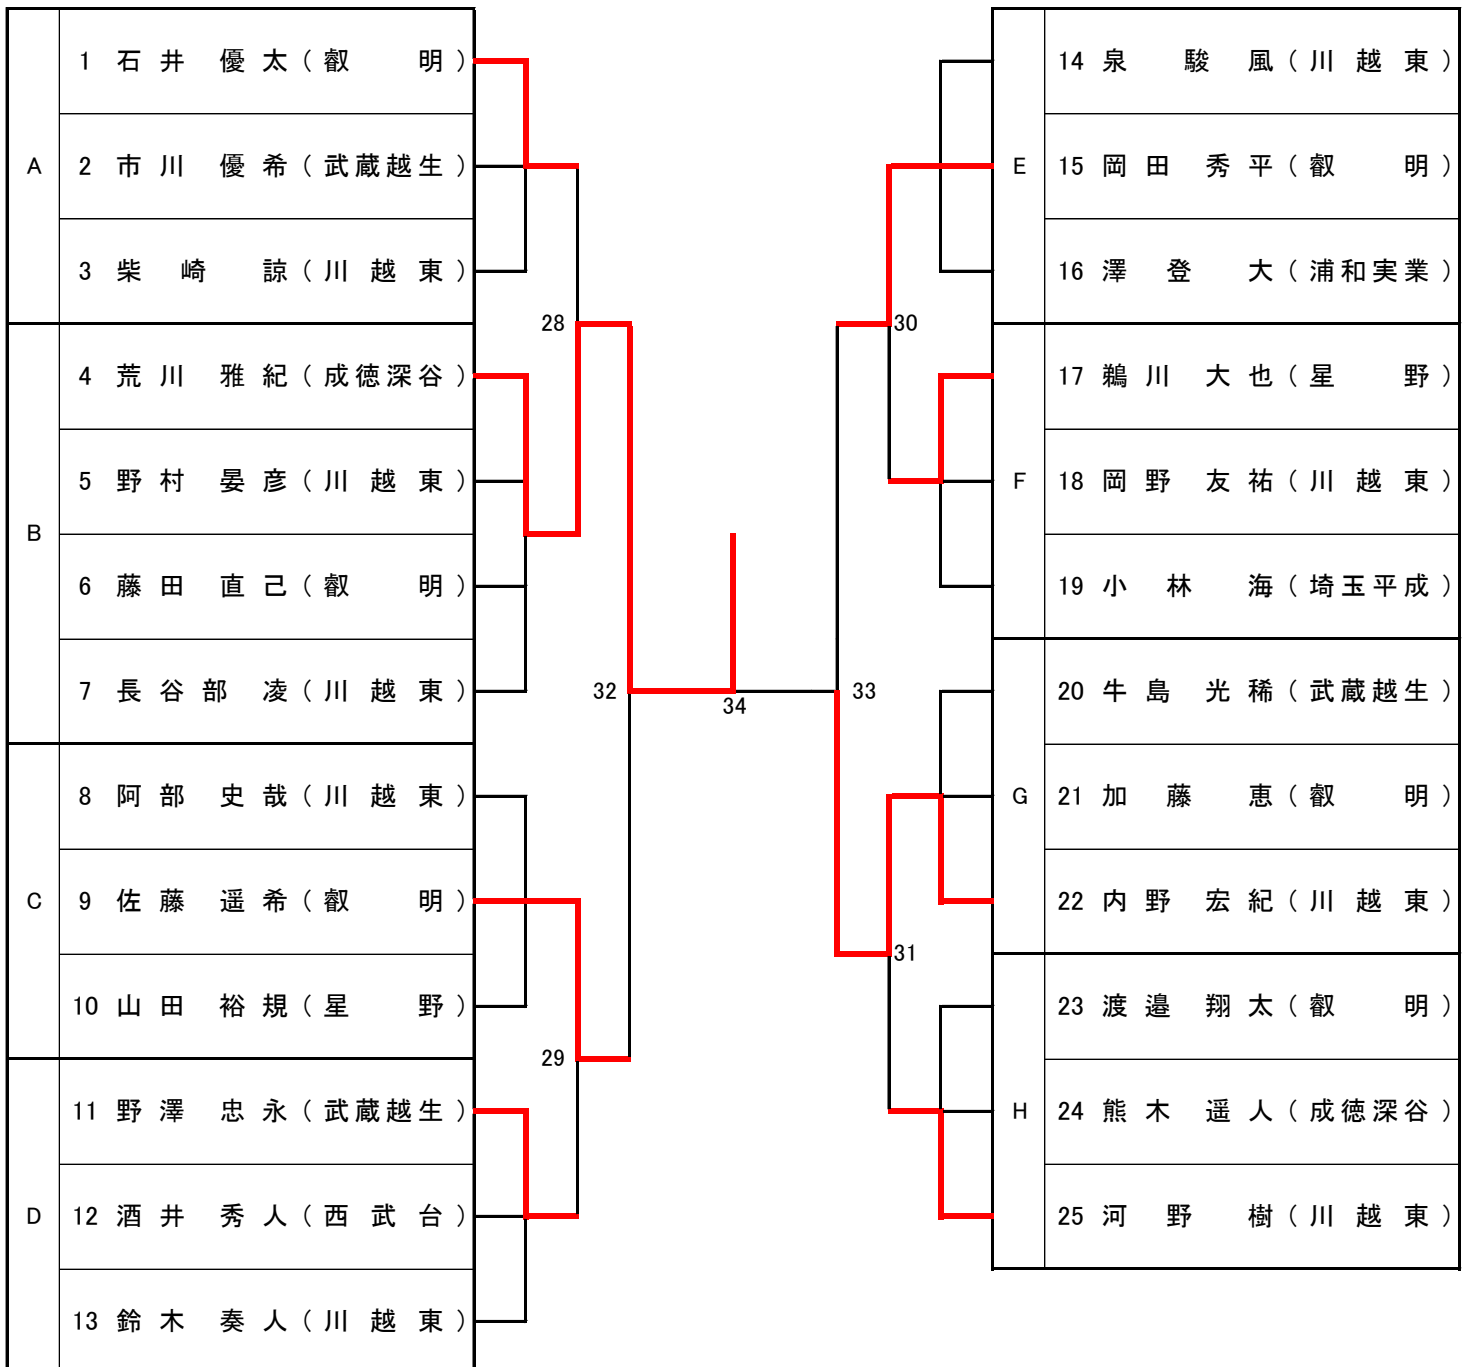 A
1 石井 優太（叡 明）
2 市川 優希（武蔵越生）
3 柴崎 諒（川越東）
B
4 荒川 雅紀（成徳深谷）
5 野村 晏彦（川越東）
6 藤田 直己（叡 明）
7 長谷部 凌（川越東）
C
8 阿部 史哉（川越東）
9 佐藤 遥希（叡 明）
10 山田 裕規（星 野）
D
11 野澤 忠永（武蔵越生）
12 酒井 秀人（西武台）
13 鈴木 奏人（川越東）
28
29
32
34
33
30
31
E
14 泉 駿風（川越東）
15 岡田 秀平（叡 明）
16 澤登 大（浦和実業）
F
17 鵜川 大也（星 野）
18 岡野 友祐（川越東）
19 小林 海（埼玉平成）
G
20 牛島 光稀（武蔵越生）
21 加藤 恵（叡 明）
22 内野 宏紀（川越東）
H
23 渡邉 翔太（叡 明）
24 熊木 遥人（成徳深谷）
25 河野 樹（川越東）